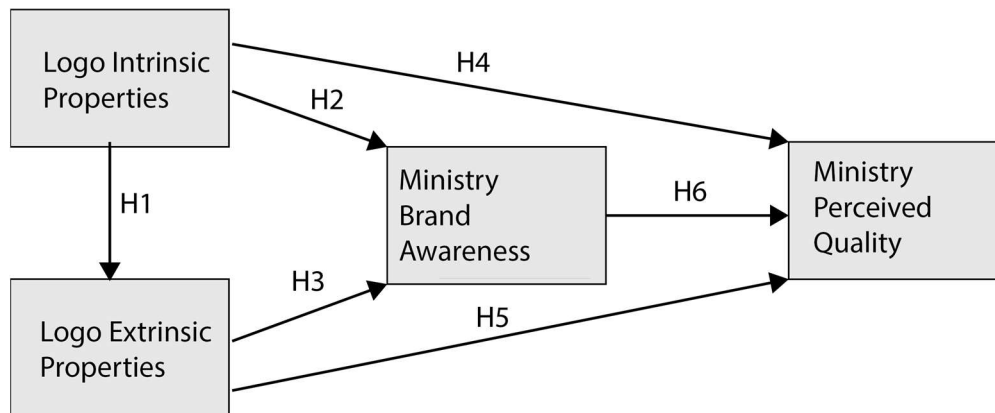 Logo Intrinsic
Properties
H4
H2
H1
Ministry
Brand
Awareness
H6
Ministry
Perceived
Quality
H3
H5
Logo Extrinsic
Properties